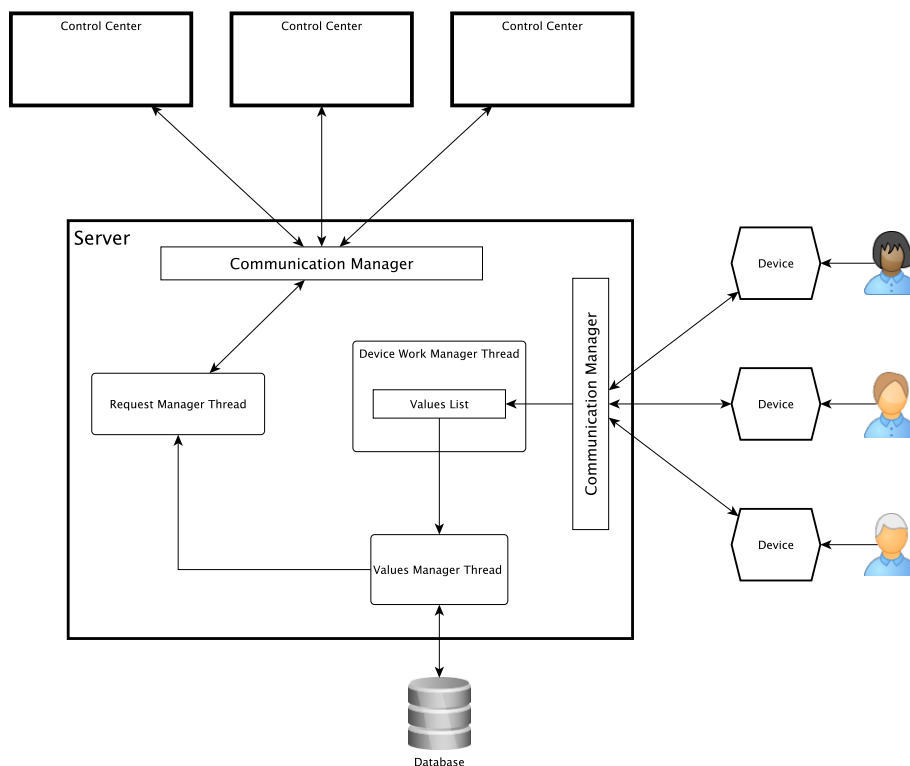 Control Center
Control Center
Control Center
Server
Communication Manager
Device
Communication Manager
Device Work Manager Thread
Values List
Request Manager Thread
Device
Device
Values Manager Thread
Database